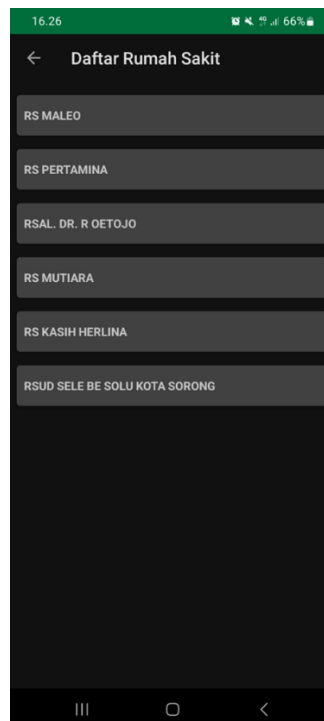 16.26
66%
Daftar Rumah Sakit
RS MALEO
RS PERTAMINA
RSAL. DR. R OETOJO
RS MUTIARA
RS KASIH HERLINA
RSUD SELE BE SOLU KOTA SORONG